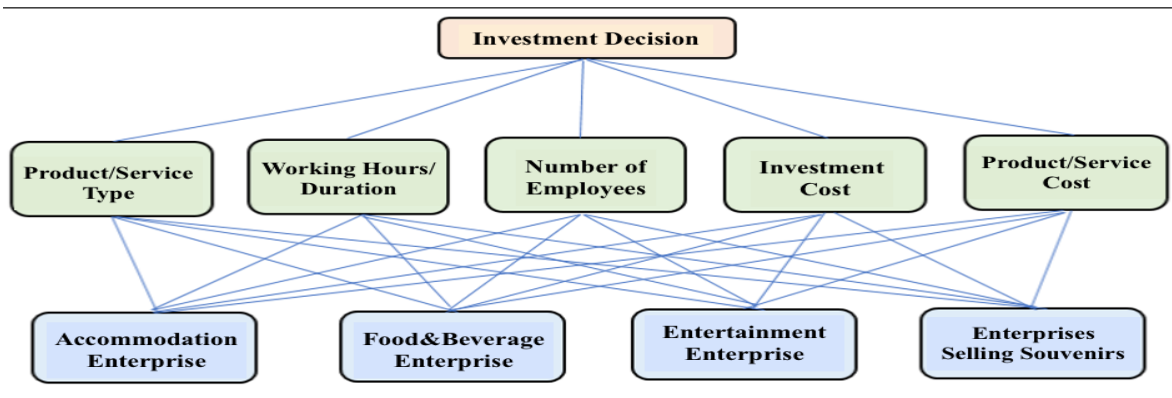 Investment Decision
Product/Service
Type
Working Hours/
Duration
Number of
Employees
Investment
Cost
Product/Service
Cost
Accommodation
Enterprise
Food&Beverage
Enterprise
Entertainment
Enterprise
Enterprises
Selling Souvenirs